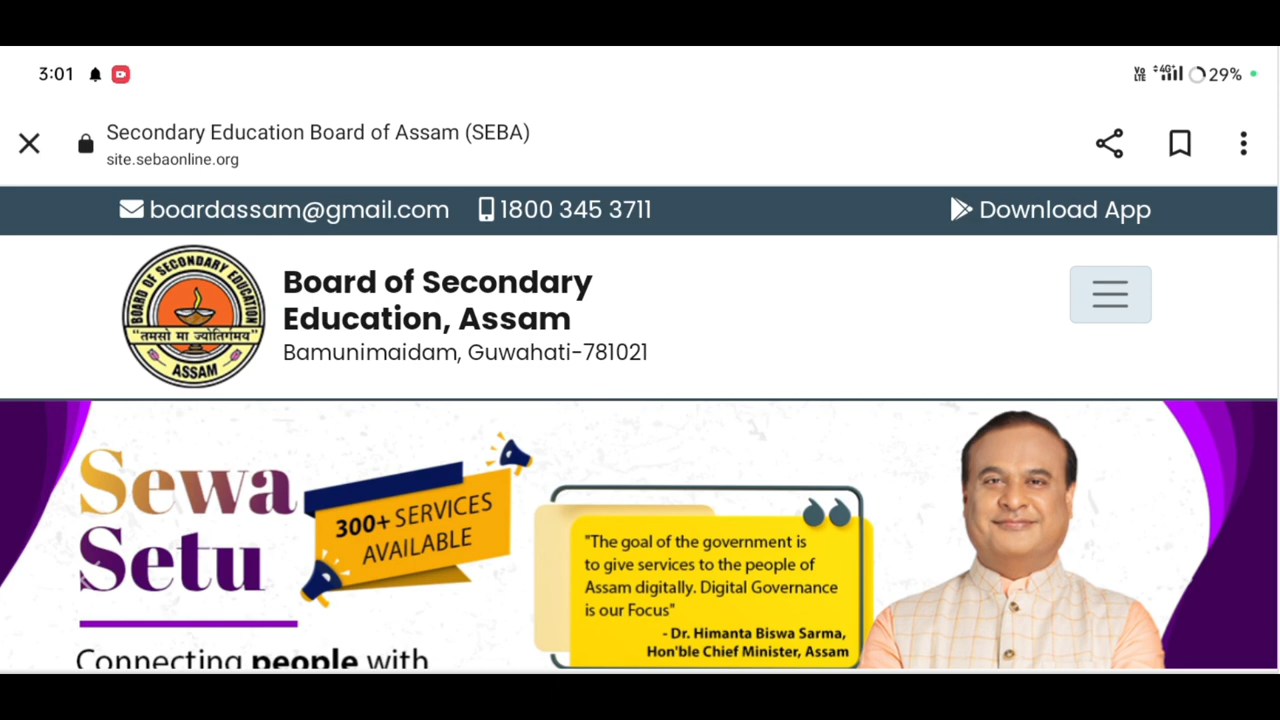 3:01
Vo
LTE
4G+
29%
Secondary Education Board of Assam (SEBA)
site.sebaonline.org
boardassam@gmail.com 1800 345 3711 Download App
BOARD OF SECONDARY EDUCATION
"तमसो मा ज्योतिर्गमय"
ASSAM
Board of Secondary
Education, Assam
Bamunimaidam, Guwahati-781021
Sewa
Setu
300+ SERVICES
AVAILABLE
"The goal of the government is
to give services to the people of
Assam digitally. Digital Governance
is our Focus"
- Dr. Himanta Biswa Sarma,
Hon'ble Chief Minister, Assam
Connecting people with